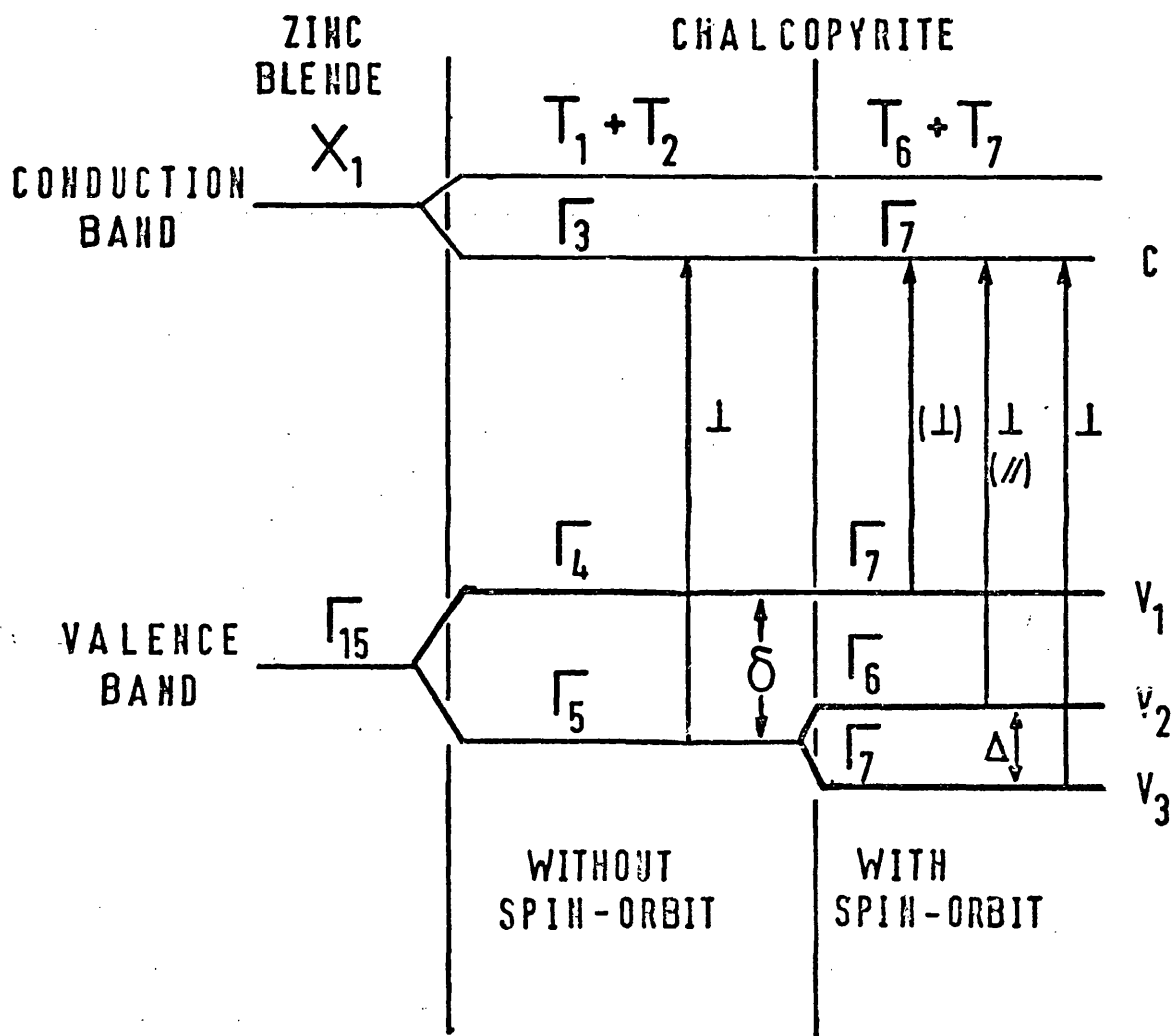 ZINC BLENDE
CHALCOPYRITE
X₁
T₁ + T₂
T₆ + T₇
CONDUCTION BAND
Γ₃
Γ₇
C
⊥
(⊥)
⊥
(//)
⊥
Γ₄
Γ₇
V₁
VALENCE BAND
Γ₁₅
δ
Γ₆
Γ₅
V₂
Γ₇
Δ
V₃
WITHOUT SPIN-ORBIT
WITH SPIN-ORBIT